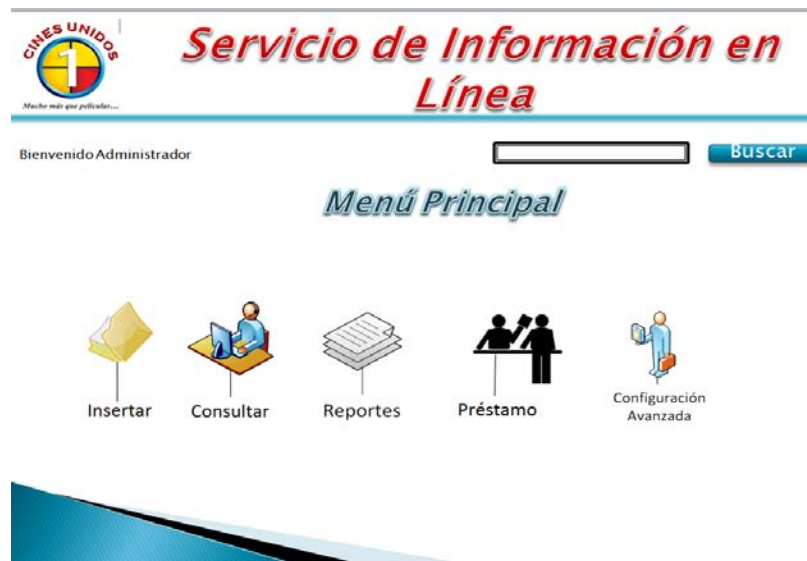 CINES UNIDOS
1
Mucho más que películas...
Servicio de Información en
Línea
Bienvenido Administrador
Buscar
Menú Principal
Insertar
Consultar
Reportes
Préstamo
Configuración
Avanzada